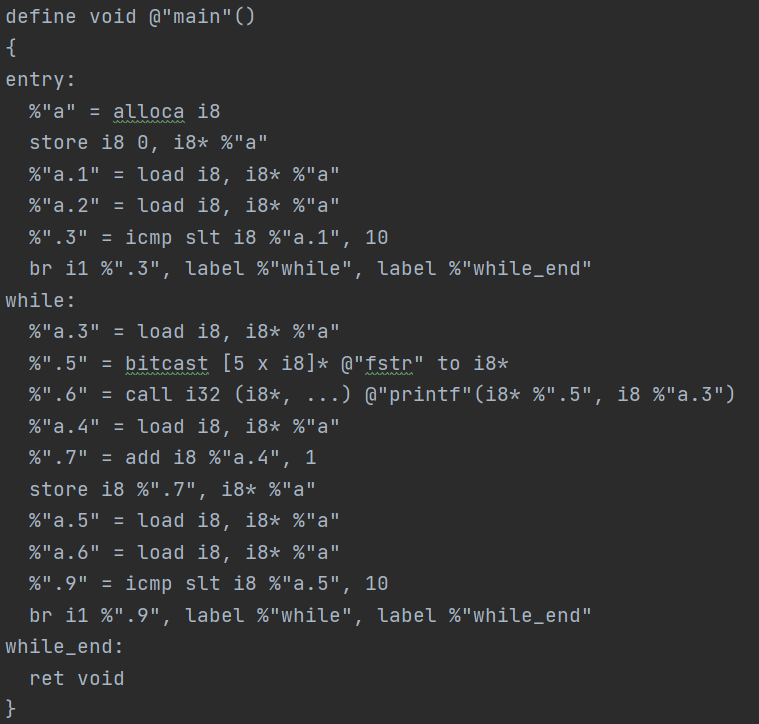 define void @"main"()
{
entry:
  %"a" = alloca i8
  store i8 0, i8* %"a"
  %"a.1" = load i8, i8* %"a"
  %"a.2" = load i8, i8* %"a"
  %".3" = icmp slt i8 %"a.1", 10
  br i1 %".3", label %"while", label %"while_end"
while:
  %"a.3" = load i8, i8* %"a"
  %".5" = bitcast [5 x i8]* @"fstr" to i8*
  %".6" = call i32 (i8*, ...) @"printf"(i8* %".5", i8 %"a.3")
  %"a.4" = load i8, i8* %"a"
  %".7" = add i8 %"a.4", 1
  store i8 %".7", i8* %"a"
  %"a.5" = load i8, i8* %"a"
  %"a.6" = load i8, i8* %"a"
  %".9" = icmp slt i8 %"a.5", 10
  br i1 %".9", label %"while", label %"while_end"
while_end:
  ret void
}